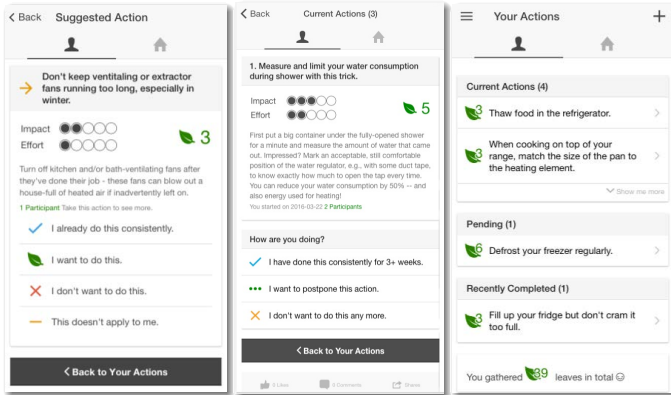 Back Suggested Action
Don't keep ventitaling or extractor
fans running too long, especially in
winter.
Impact
Effort
3
Turn off kitchen and/or bath-ventilating fans after
they've done their job - these fans can blow out a
house-full of heated air if inadvertently left on.
1 Participant Take this action to see more.
I already do this consistently.
I want to do this.
I don't want to do this.
This doesn't apply to me.
Back to Your Actions
Back Current Actions (3)
1. Measure and limit your water consumption
during shower with this trick.
Impact
Effort
5
First put a big container under the fully-opened shower
for a minute and measure the amount of water that came
out. Impressed? Mark an acceptable, still comfortable
position of the water regulator, e.g., with some duct tape,
to know exactly how much to open the tap every time.
You can reduce your water consumption by 50% -- and
also energy used for heating!
You started on 2016-03-22 2 Participants
How are you doing?
I have done this consistently for 3+ weeks.
I want to postpone this action.
I don't want to do this any more.
Back to Your Actions
0 Likes 0 Comments Share
Your Actions
Current Actions (4)
3 Thaw food in the refrigerator.
When cooking on top of your
3 range, match the size of the pan to
the heating element.
Show me more
Pending (1)
6 Defrost your freezer regularly.
Recently Completed (1)
3 Fill up your fridge but don't cram it
too full.
You gathered 39 leaves in total